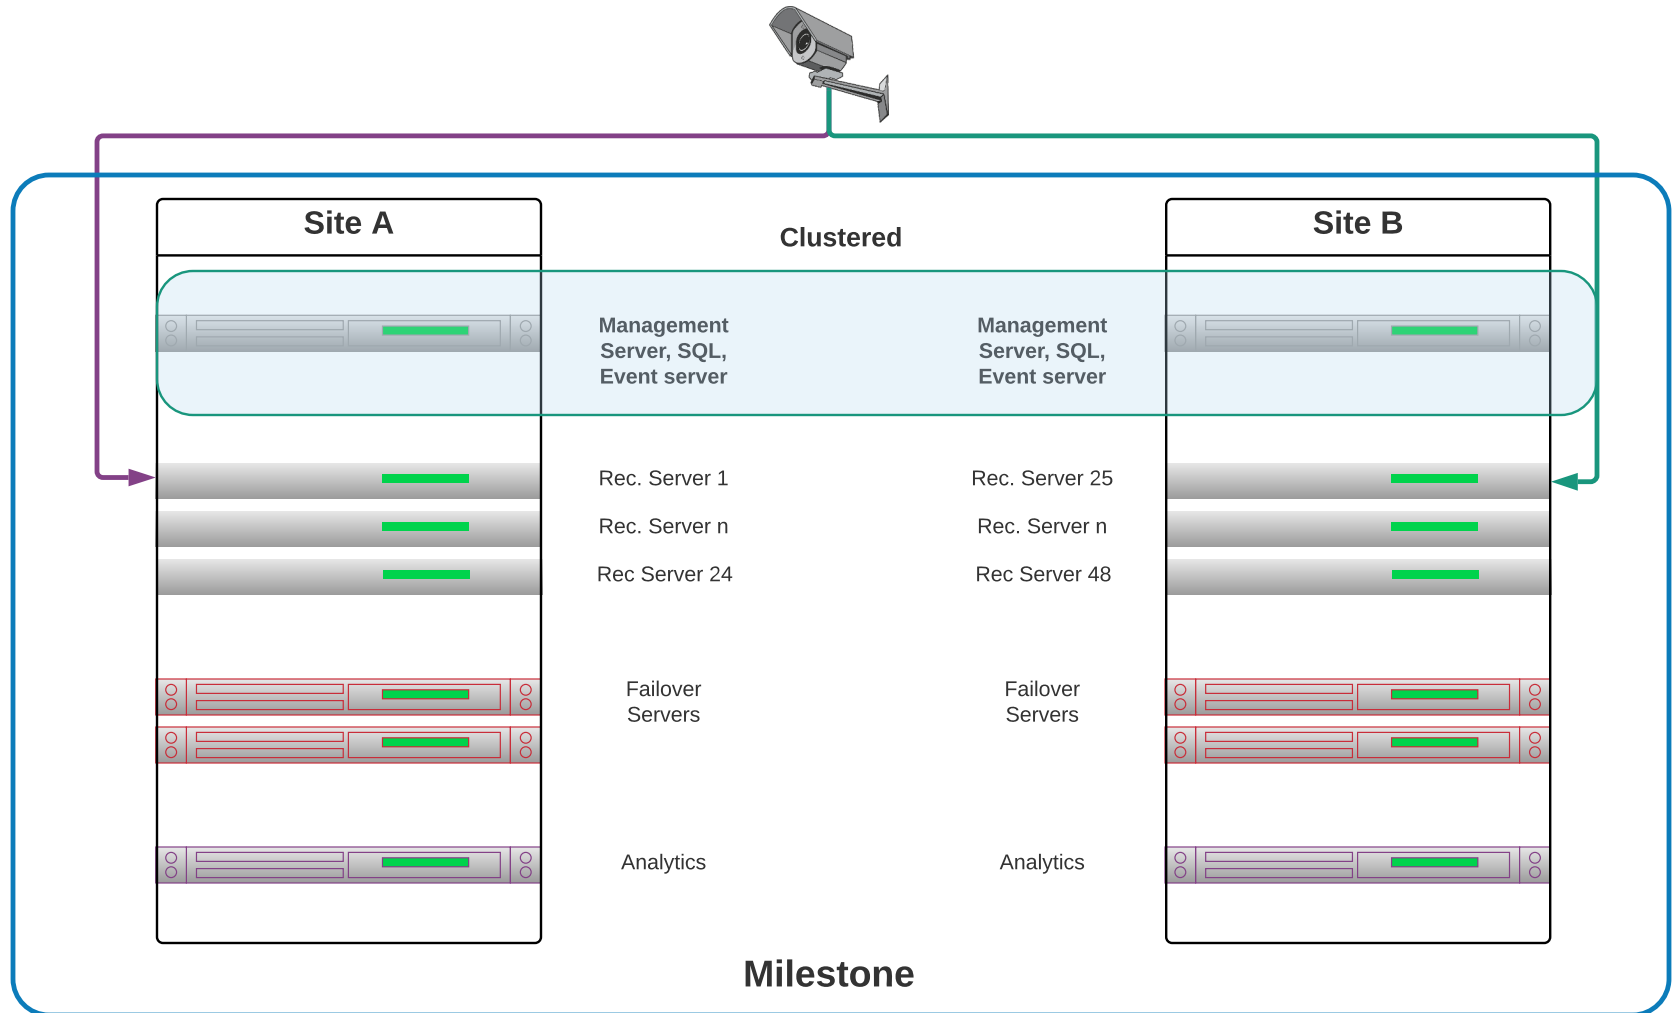 Site A
Clustered
Site B
Management
Server, SQL,
Event server
Management
Server, SQL,
Event server
Rec. Server 1
Rec. Server 25
Rec. Server n
Rec. Server n
Rec Server 24
Rec Server 48
Failover
Servers
Failover
Servers
Analytics
Analytics
Milestone